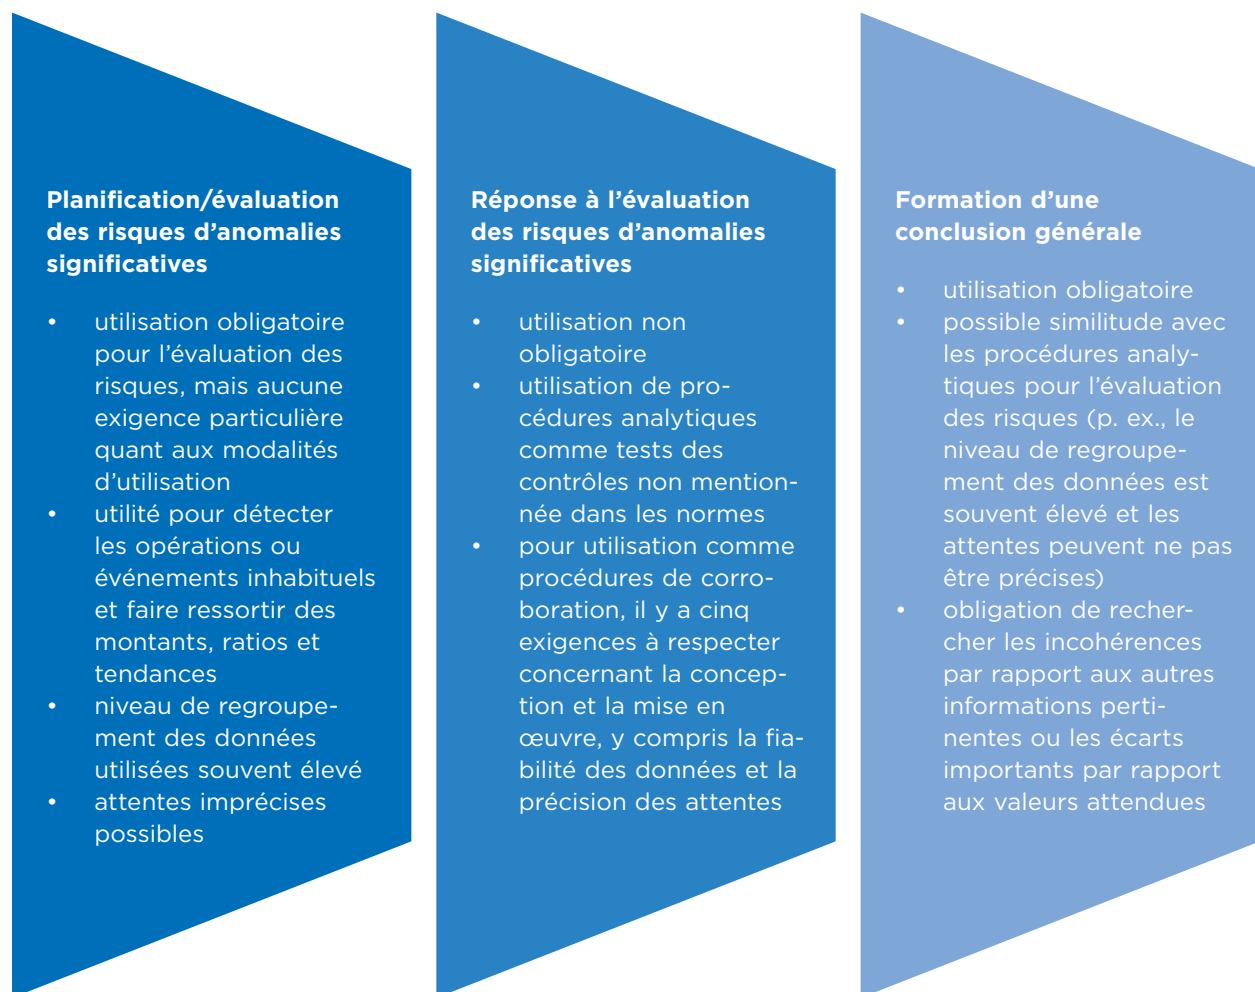 Planification/évaluation
des risques d’anomalies
significatives
• utilisation obligatoire
pour l’évaluation des
risques, mais aucune
exigence particulière
quant aux modalités
d’utilisation
• utilité pour détecter
les opérations ou
événements inhabituels
et faire ressortir des
montants, ratios et
tendances
• niveau de regroupe-
ment des données
utilisées souvent élevé
• attentes imprécises
possibles
Réponse à l’évaluation
des risques d’anomalies
significatives
• utilisation non
obligatoire
• utilisation de pro-
cédures analytiques
comme tests des
contrôles non mention-
née dans les normes
• pour utilisation comme
procédures de corro-
boration, il y a cinq
exigences à respecter
concernant la concep-
tion et la mise en
œuvre, y compris la fia-
bilité des données et la
précision des attentes
Formation d’une
conclusion générale
• utilisation obligatoire
• possible similitude avec
les procédures analy-
tiques pour l’évaluation
des risques (p. ex., le
niveau de regroupe-
ment des données est
souvent élevé et les
attentes peuvent ne pas
être précises)
• obligation de recher-
cher les incohérences
par rapport aux autres
informations perti-
nentes ou les écarts
importants par rapport
aux valeurs attendues